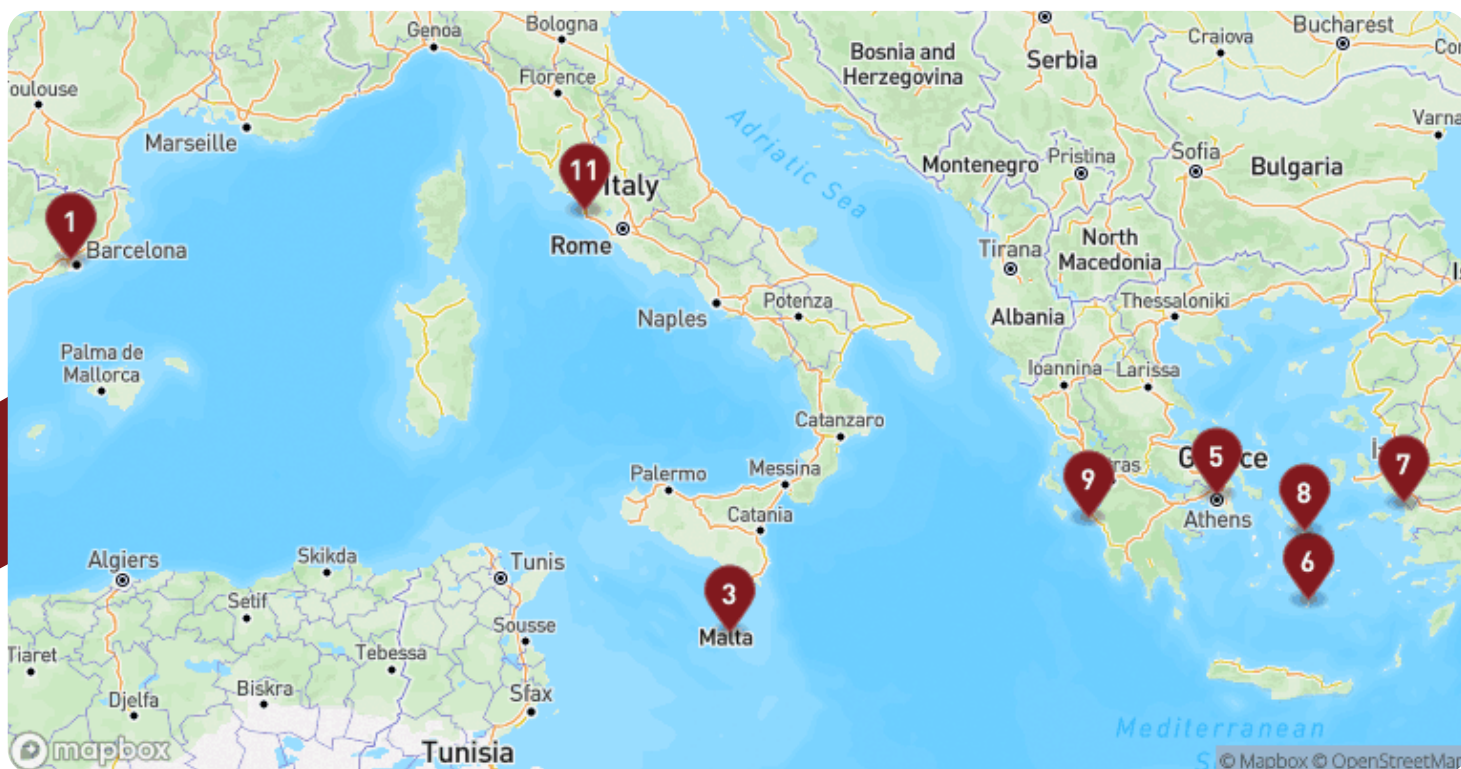 Genoa
Bologna
Bosnia and
Herzegovina
Serbia
Craiova
Bucharest
Toulouse
Florence
Marseille
Adriatic Sea
Montenegro
Pristina
Sofia
Bulgaria
Varna
11
Italy
1
Barcelona
Rome
Tirana
North
Macedonia
Naples
Potenza
Albania
Thessaloniki
Palma de
Mallorca
Ioannina
Larissa
Catanzaro
Palermo
Messina
9
5
7
8
Athens
Catania
Algiers
Skikda
Tunis
6
3
Malta
Setif
Sousse
Tiaret
Tebessa
Djelfa
Biskra
Sfax
Mediterranean
mapbox
Tunisia
© Mapbox © OpenStreetMap